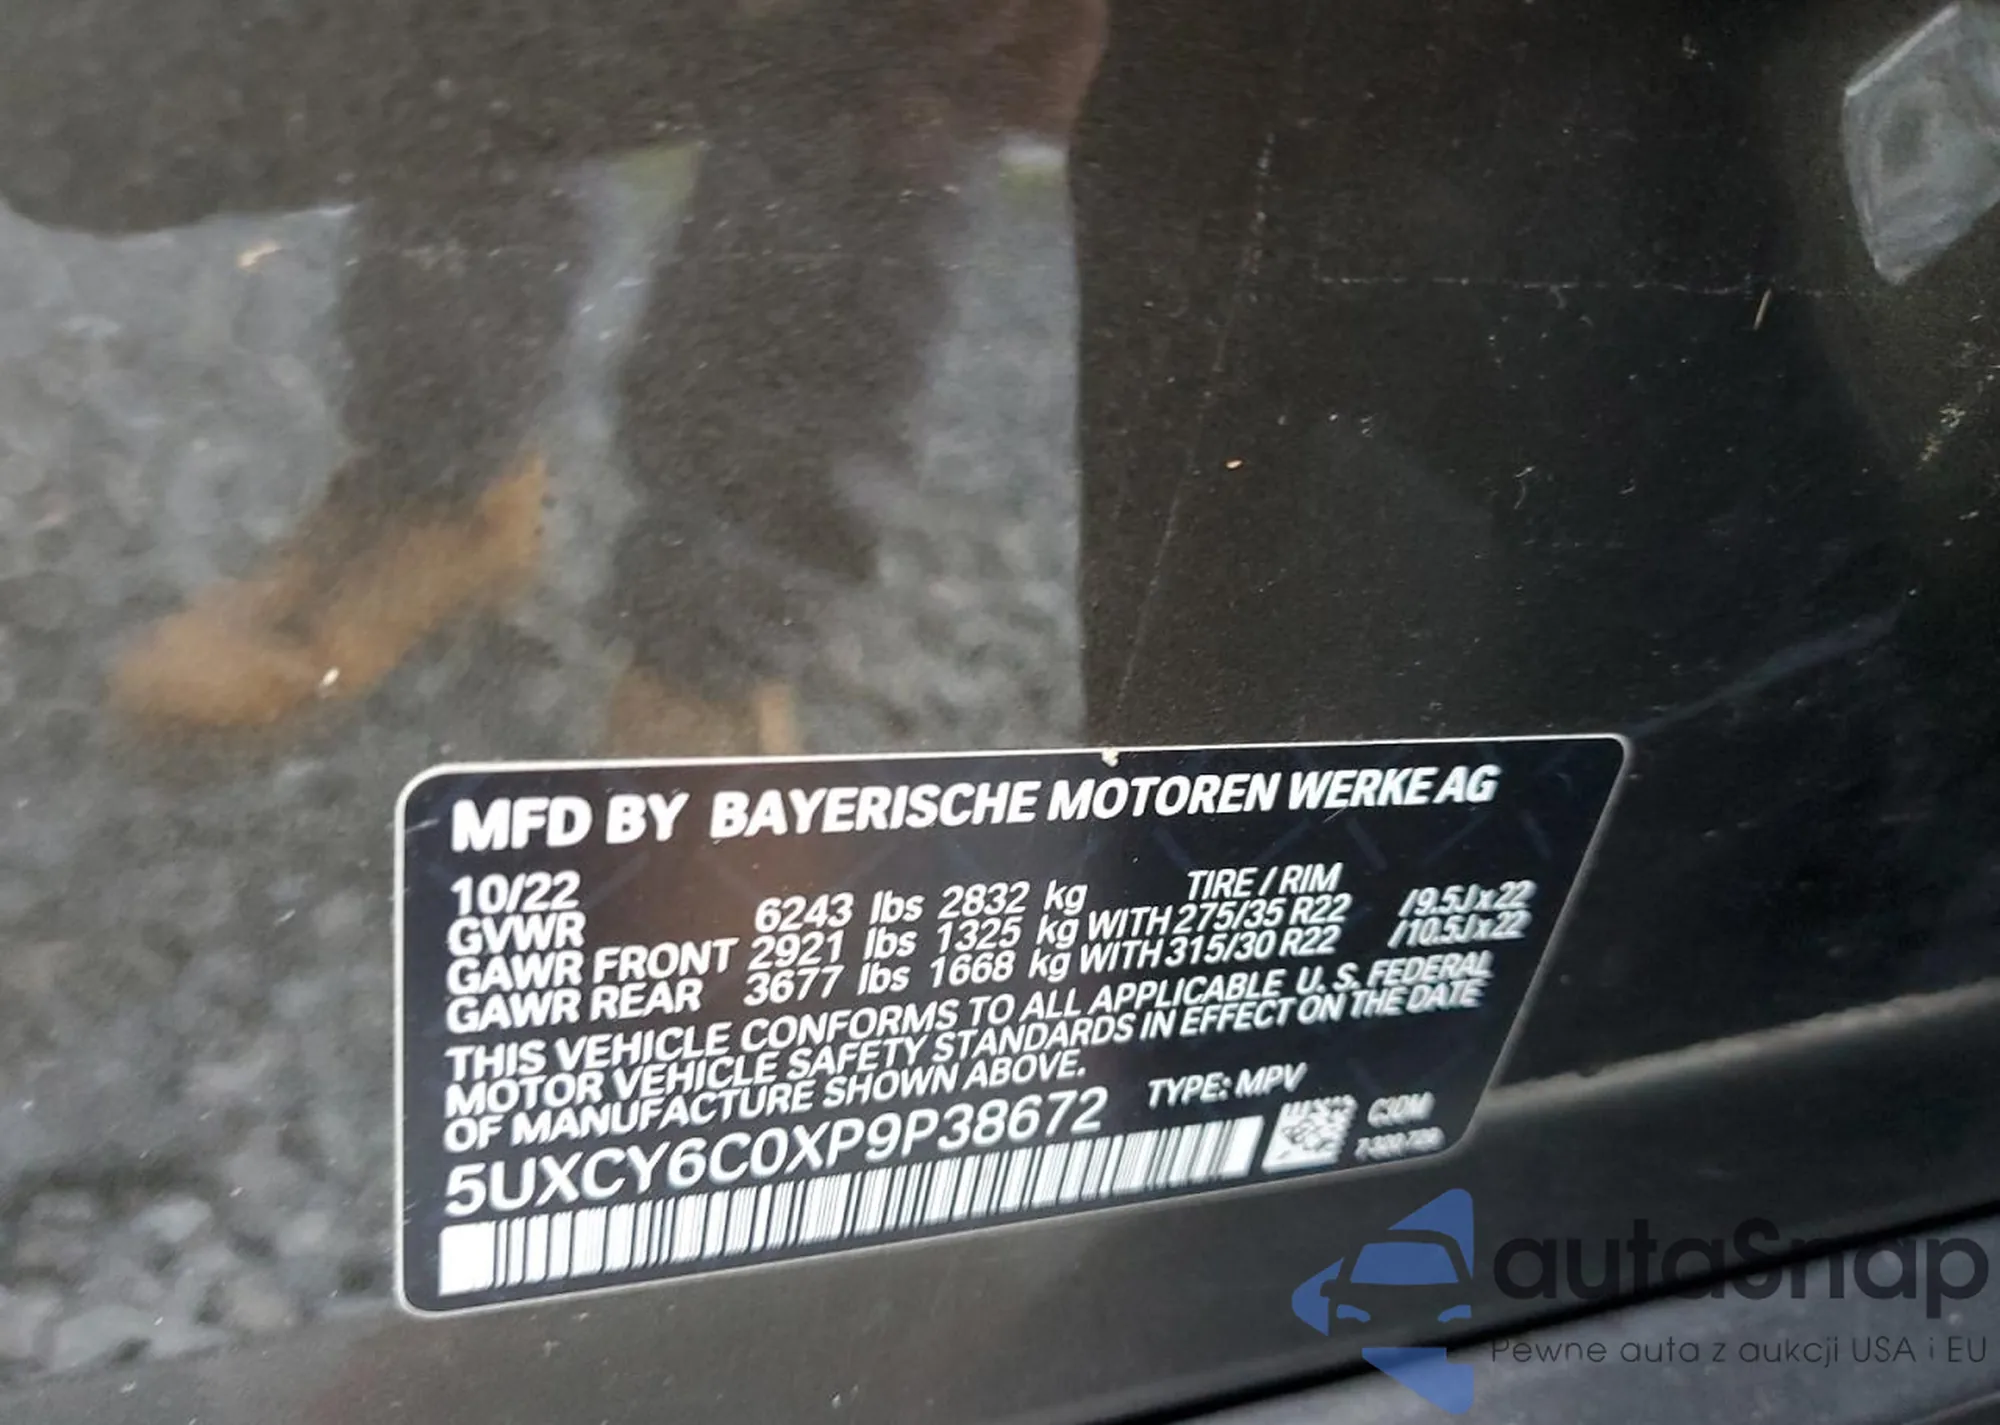 MFD BY BAYERISCHE MOTOREN WERKE AG
10/22 TIRE / RIM
GVWR 6243 lbs 2832 kg
GAWR FRONT 2921 lbs 1325 kg WITH 275/35 R22 /9.5Jx22
GAWR REAR 3677 lbs 1668 kg WITH 315/30 R22 /10.5Jx22
THIS VEHICLE CONFORMS TO ALL APPLICABLE U. S. FEDERAL
MOTOR VEHICLE SAFETY STANDARDS IN EFFECT ON THE DATE
OF MANUFACTURE SHOWN ABOVE.
5UXCY6C0XP9P38672 TYPE: MPV
autaSnap
Pewne auta z aukcji USA i EU